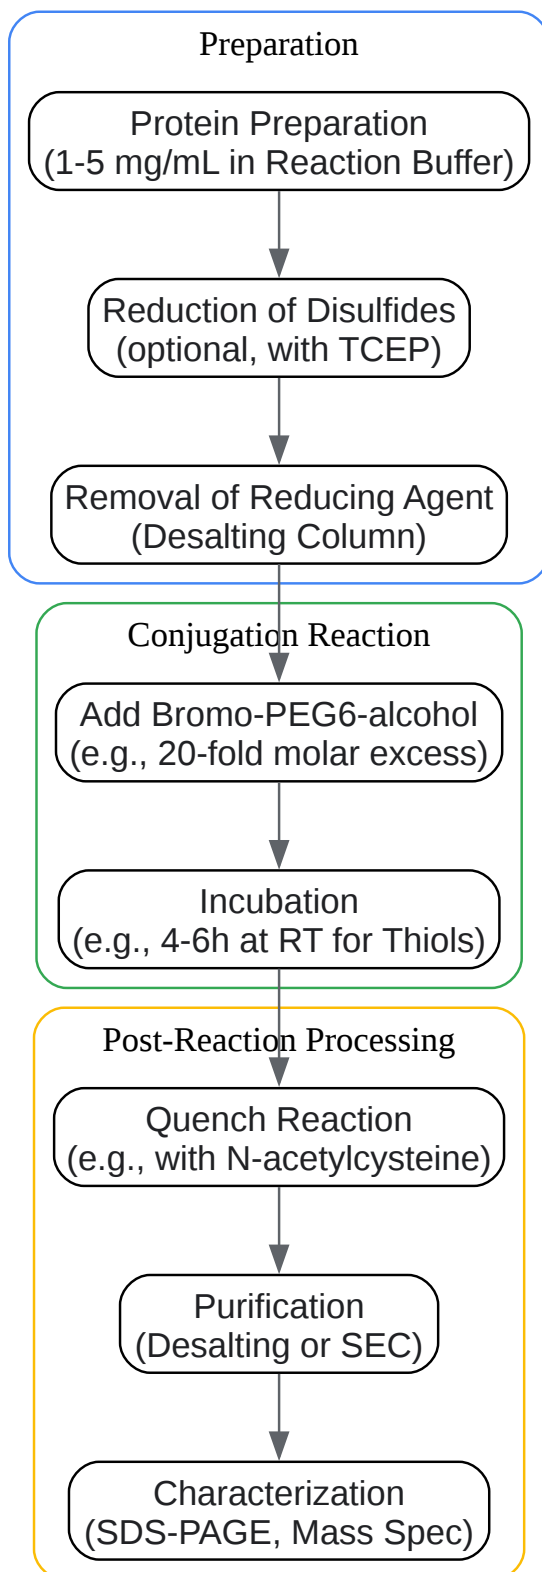 Preparation
Protein Preparation
(1-5 mg/mL in Reaction Buffer)
Reduction of Disulfides
(optional, with TCEP)
Removal of Reducing Agent
(Desalting Column)
Conjugation Reaction
Add Bromo-PEG6-alcohol
(e.g., 20-fold molar excess)
Incubation
(e.g., 4-6h at RT for Thiols)
Post-Reaction Processing
Quench Reaction
(e.g., with N-acetylcysteine)
Purification
(Desalting or SEC)
Characterization
(SDS-PAGE, Mass Spec)